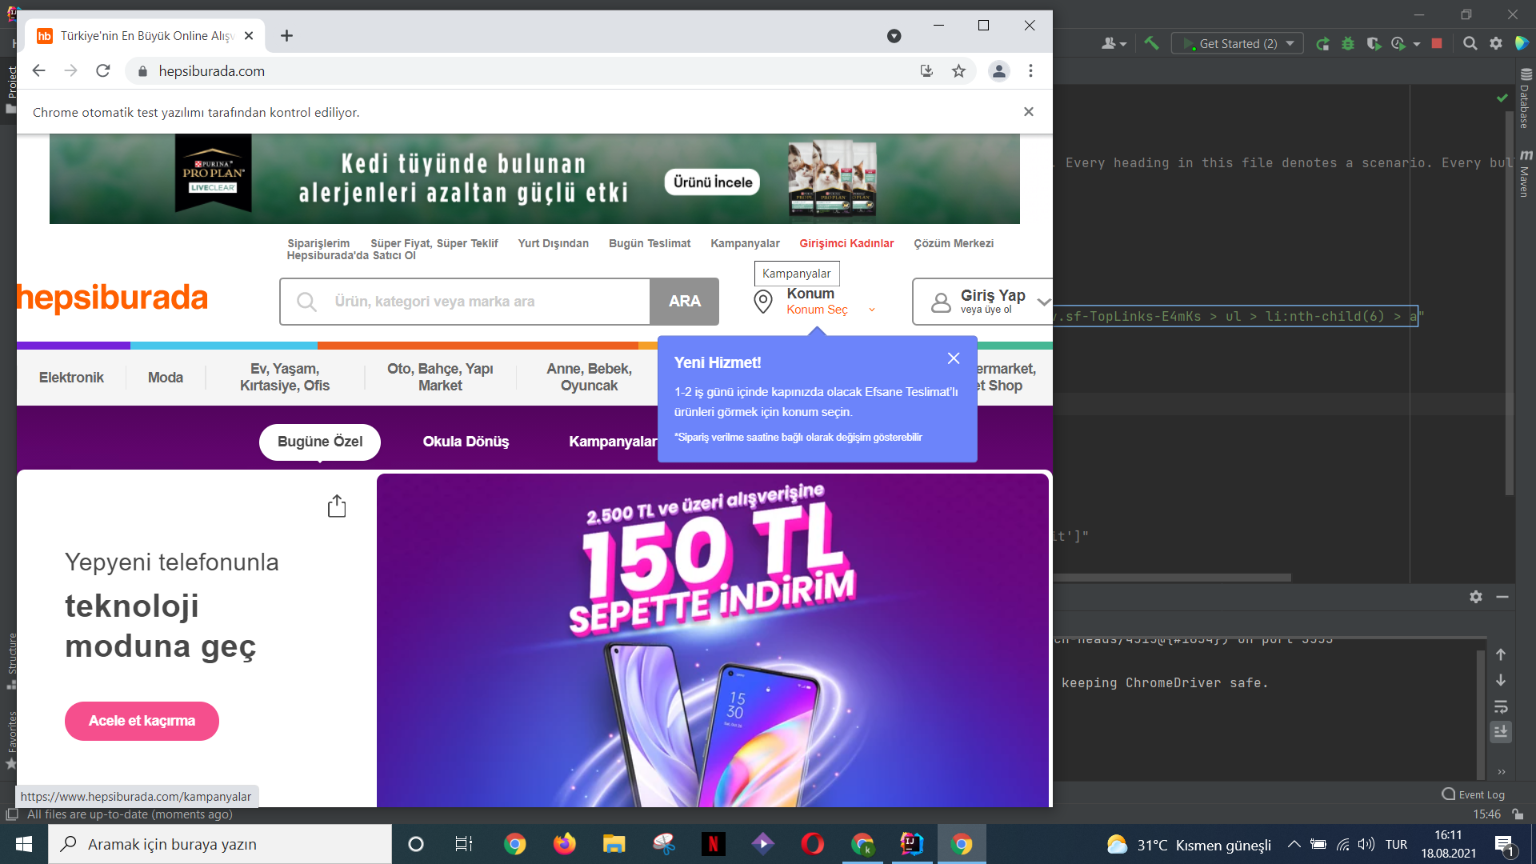 hb Türkiye'nin En Büyük Online Alışv
hepsiburada.com
Chrome otomatik test yazılımı tarafından kontrol ediliyor.
PURINA
PRO PLAN
LIVECLEAR
Kedi tüyünde bulunan
alerjenleri azaltan güçlü etki
Ürünü İncele
Siparişlerim Süper Fiyat, Süper Teklif Yurt Dışından Bugün Teslimat Kampanyalar Girişimci Kadınlar Çözüm Merkezi
Hepsiburada'da Satıcı Ol
Kampanyalar
hepsiburada
Ürün, kategori veya marka ara
ARA
Konum
Konum Seç
Giriş Yap
veya üye ol
Elektronik
Moda
Ev, Yaşam,
Kırtasiye, Ofis
Oto, Bahçe, Yapı
Market
Anne, Bebek,
Oyuncak
ermarket,
et Shop
Yeni Hizmet!
1-2 iş günü içinde kapınızda olacak Efsane Teslimat'lı
ürünleri görmek için konum seçin.
*Sipariş verilme saatine bağlı olarak değişim gösterebilir
Bugüne Özel
Okula Dönüş
Kampanyalar
Yepyeni telefonunla
teknoloji
moduna geç
Acele et kaçırma
2.500 TL ve üzeri alışverişine
150 TL
SEPETTE İNDİRİM
15
30
https://www.hepsiburada.com/kampanyalar
All files are up-to-date (moments ago)
Project
Structure
Favorites
Get Started (2)
Database
Maven
. Every heading in this file denotes a scenario. Every bul
.sf-TopLinks-E4mKs > ul > li:nth-child(6) > a"
it']"
on port 5555
keeping ChromeDriver safe.
Event Log
15:46
Aramak için buraya yazın
31°C Kısmen güneşli
TUR
16:11
18.08.2021
1